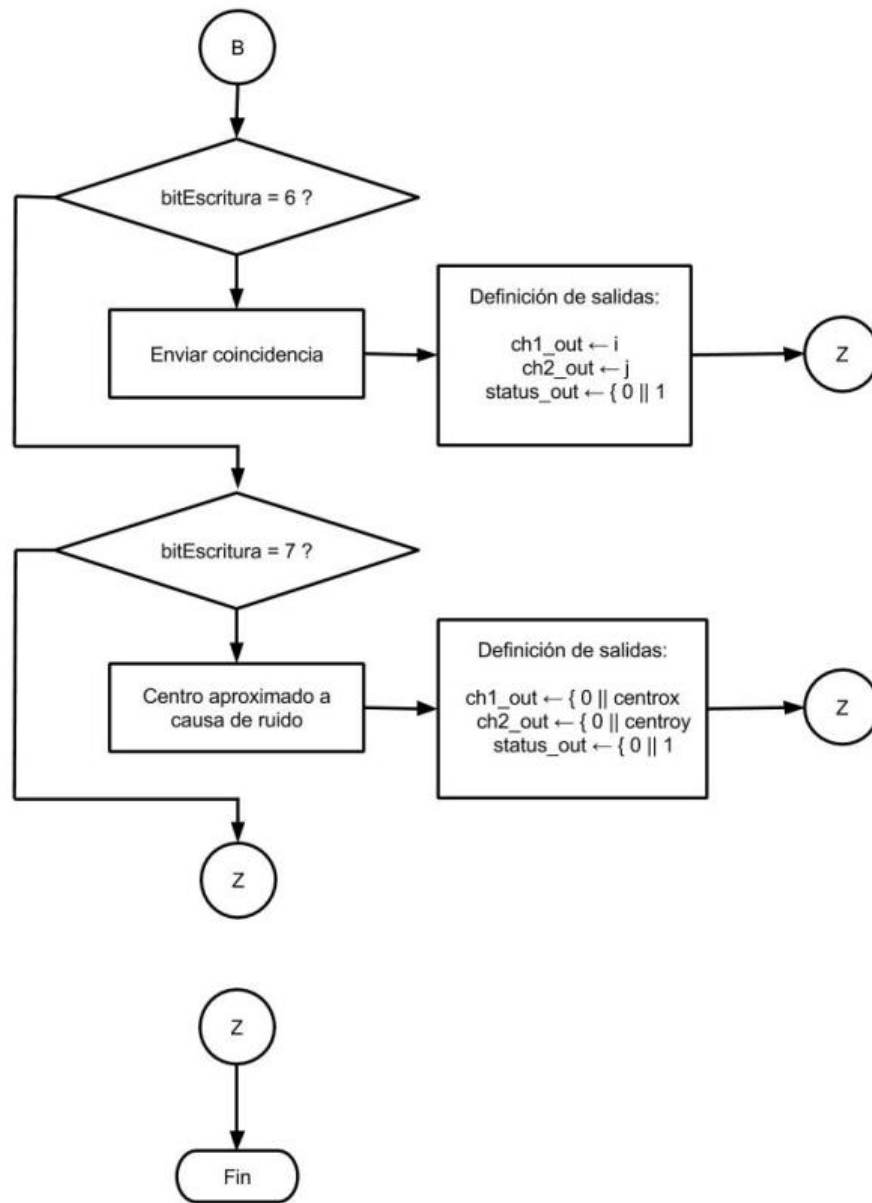 B
bitEscritura = 6 ?
Enviar coincidencia
Definición de salidas:
ch1_out ← i
ch2_out ← j
status_out ← { 0 || 1
Z
bitEscritura = 7 ?
Centro aproximado a
causa de ruido
Definición de salidas:
ch1_out ← { 0 || centrox
ch2_out ← { 0 || centroy
status_out ← { 0 || 1
Z
Z
Z
Fin